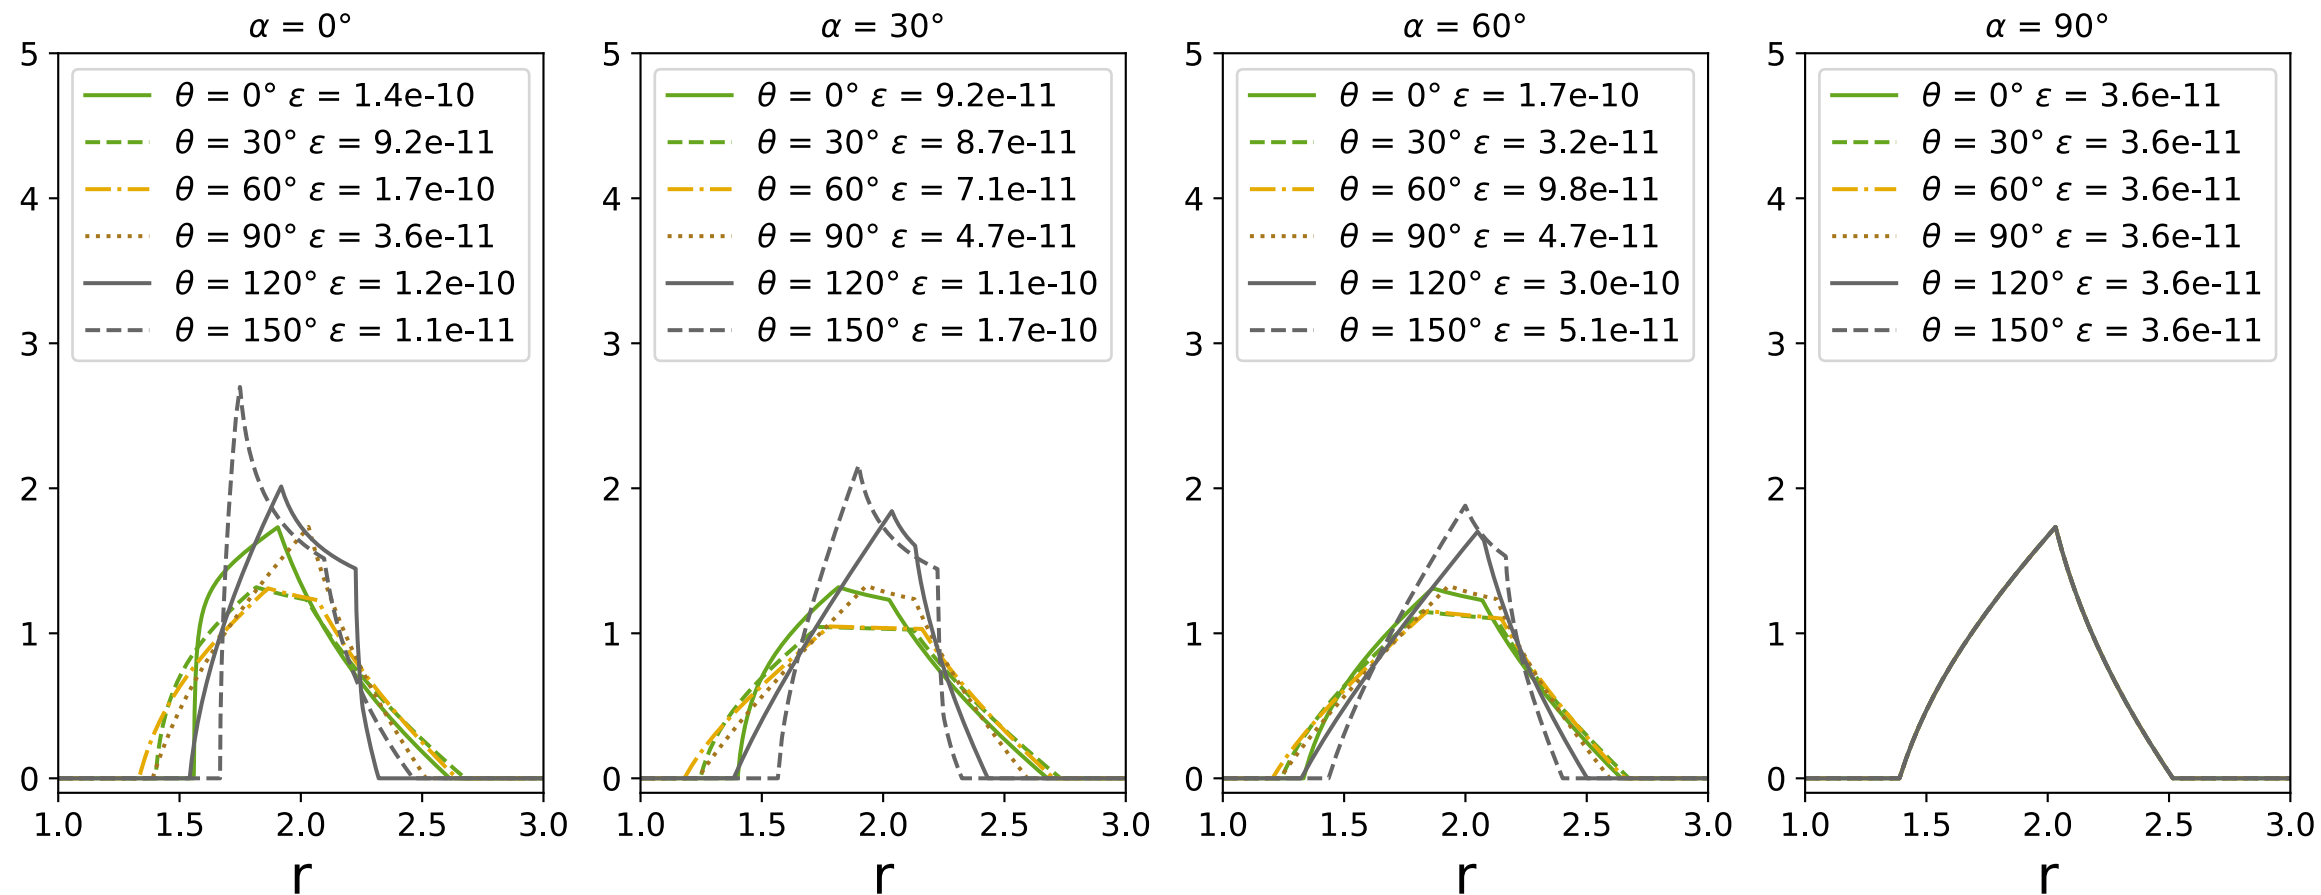 α = 0°
5
4
3
2
1
0
θ = 0° ε = 1.4e-10
θ = 30° ε = 9.2e-11
θ = 60° ε = 1.7e-10
θ = 90° ε = 3.6e-11
θ = 120° ε = 1.2e-10
θ = 150° ε = 1.1e-11
1.0 1.5 2.0 2.5 3.0
r
α = 30°
5
4
3
2
1
0
θ = 0° ε = 9.2e-11
θ = 30° ε = 8.7e-11
θ = 60° ε = 7.1e-11
θ = 90° ε = 4.7e-11
θ = 120° ε = 1.1e-10
θ = 150° ε = 1.7e-10
1.0 1.5 2.0 2.5 3.0
r
α = 60°
5
4
3
2
1
0
θ = 0° ε = 1.7e-10
θ = 30° ε = 3.2e-11
θ = 60° ε = 9.8e-11
θ = 90° ε = 4.7e-11
θ = 120° ε = 3.0e-10
θ = 150° ε = 5.1e-11
1.0 1.5 2.0 2.5 3.0
r
α = 90°
5
4
3
2
1
0
θ = 0° ε = 3.6e-11
θ = 30° ε = 3.6e-11
θ = 60° ε = 3.6e-11
θ = 90° ε = 3.6e-11
θ = 120° ε = 3.6e-11
θ = 150° ε = 3.6e-11
1.0 1.5 2.0 2.5 3.0
r